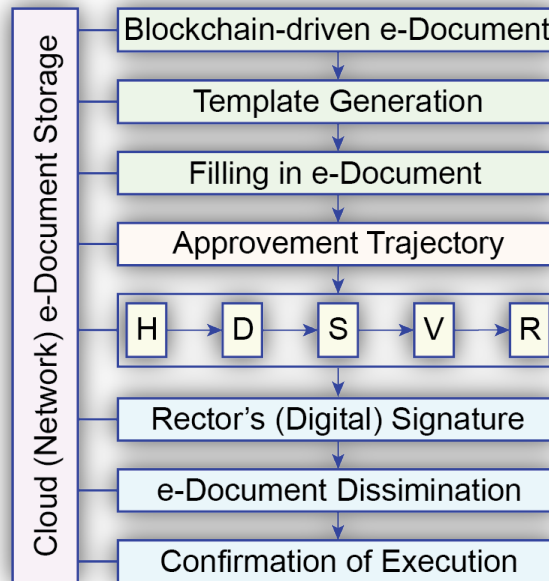 Cloud (Network) e-Document Storage
Blockchain-driven e-Document
Template Generation
Filling in e-Document
Approvement Trajectory
H D S V R
Rector's (Digital) Signature
e-Document Dissimination
Confirmation of Execution